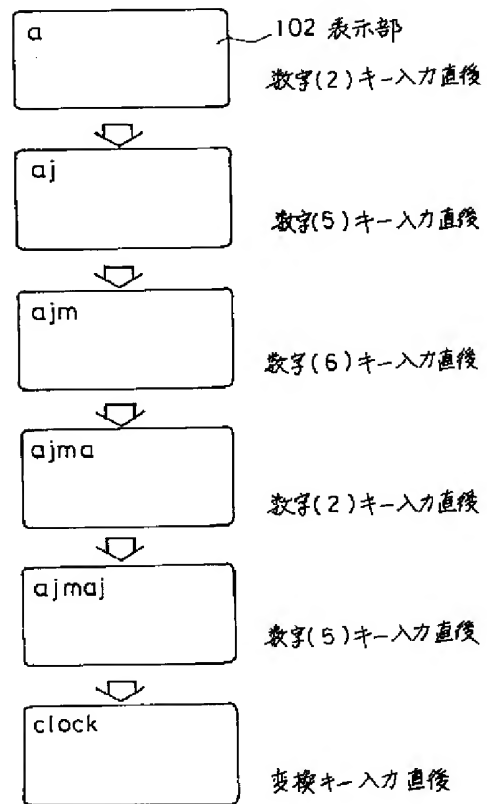 a
102 表示部
数字(2)キー入力直後
aj
数字(5)キー入力直後
ajm
数字(6)キー入力直後
ajma
数字(2)キー入力直後
ajmaj
数字(5)キー入力直後
clock
変換キー入力直後